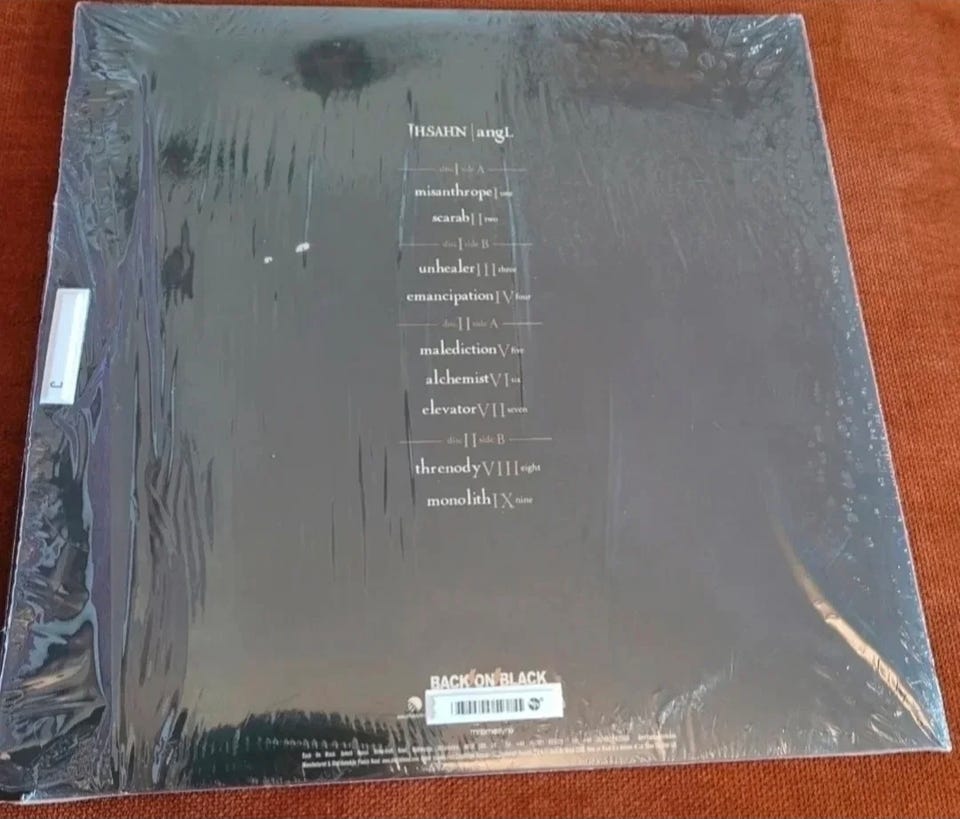 IHSAHN | angL
disc I side A
misanthrope I one
scarab II two
disc I side B
unhealer III three
emancipation IV four
disc II side A
malediction V five
alchemist VI six
elevator VII seven
disc II side B
threnody VIII eight
monolith IX nine
BACK ON BLACK
mnemosyne